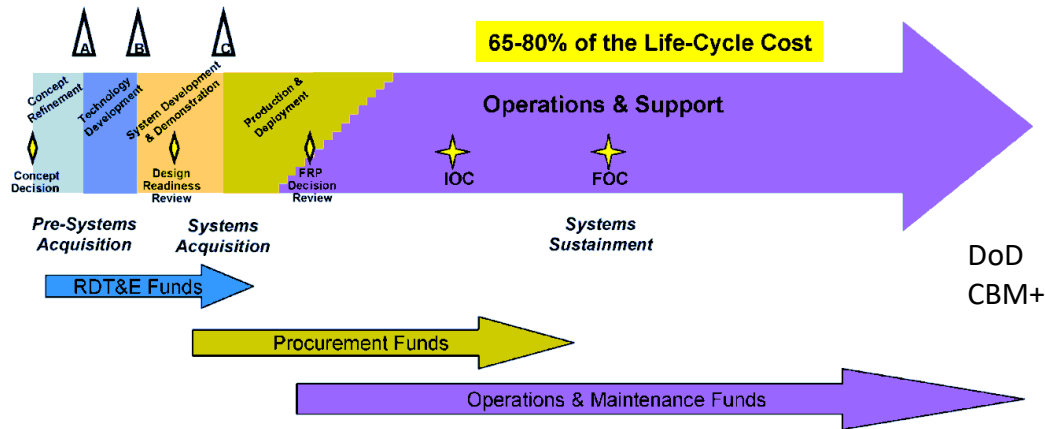 A
B
C
65-80% of the Life-Cycle Cost
Concept
Refinement
Technology
Development
System Development
& Demonstration
Production &
Deployment
Operations & Support
Concept
Decision
Design
Readiness
Review
FRP
Decision
Review
IOC
FOC
Pre-Systems
Acquisition
Systems
Acquisition
Systems
Sustainment
DoD
CBM+
RDT&E Funds
Procurement Funds
Operations & Maintenance Funds